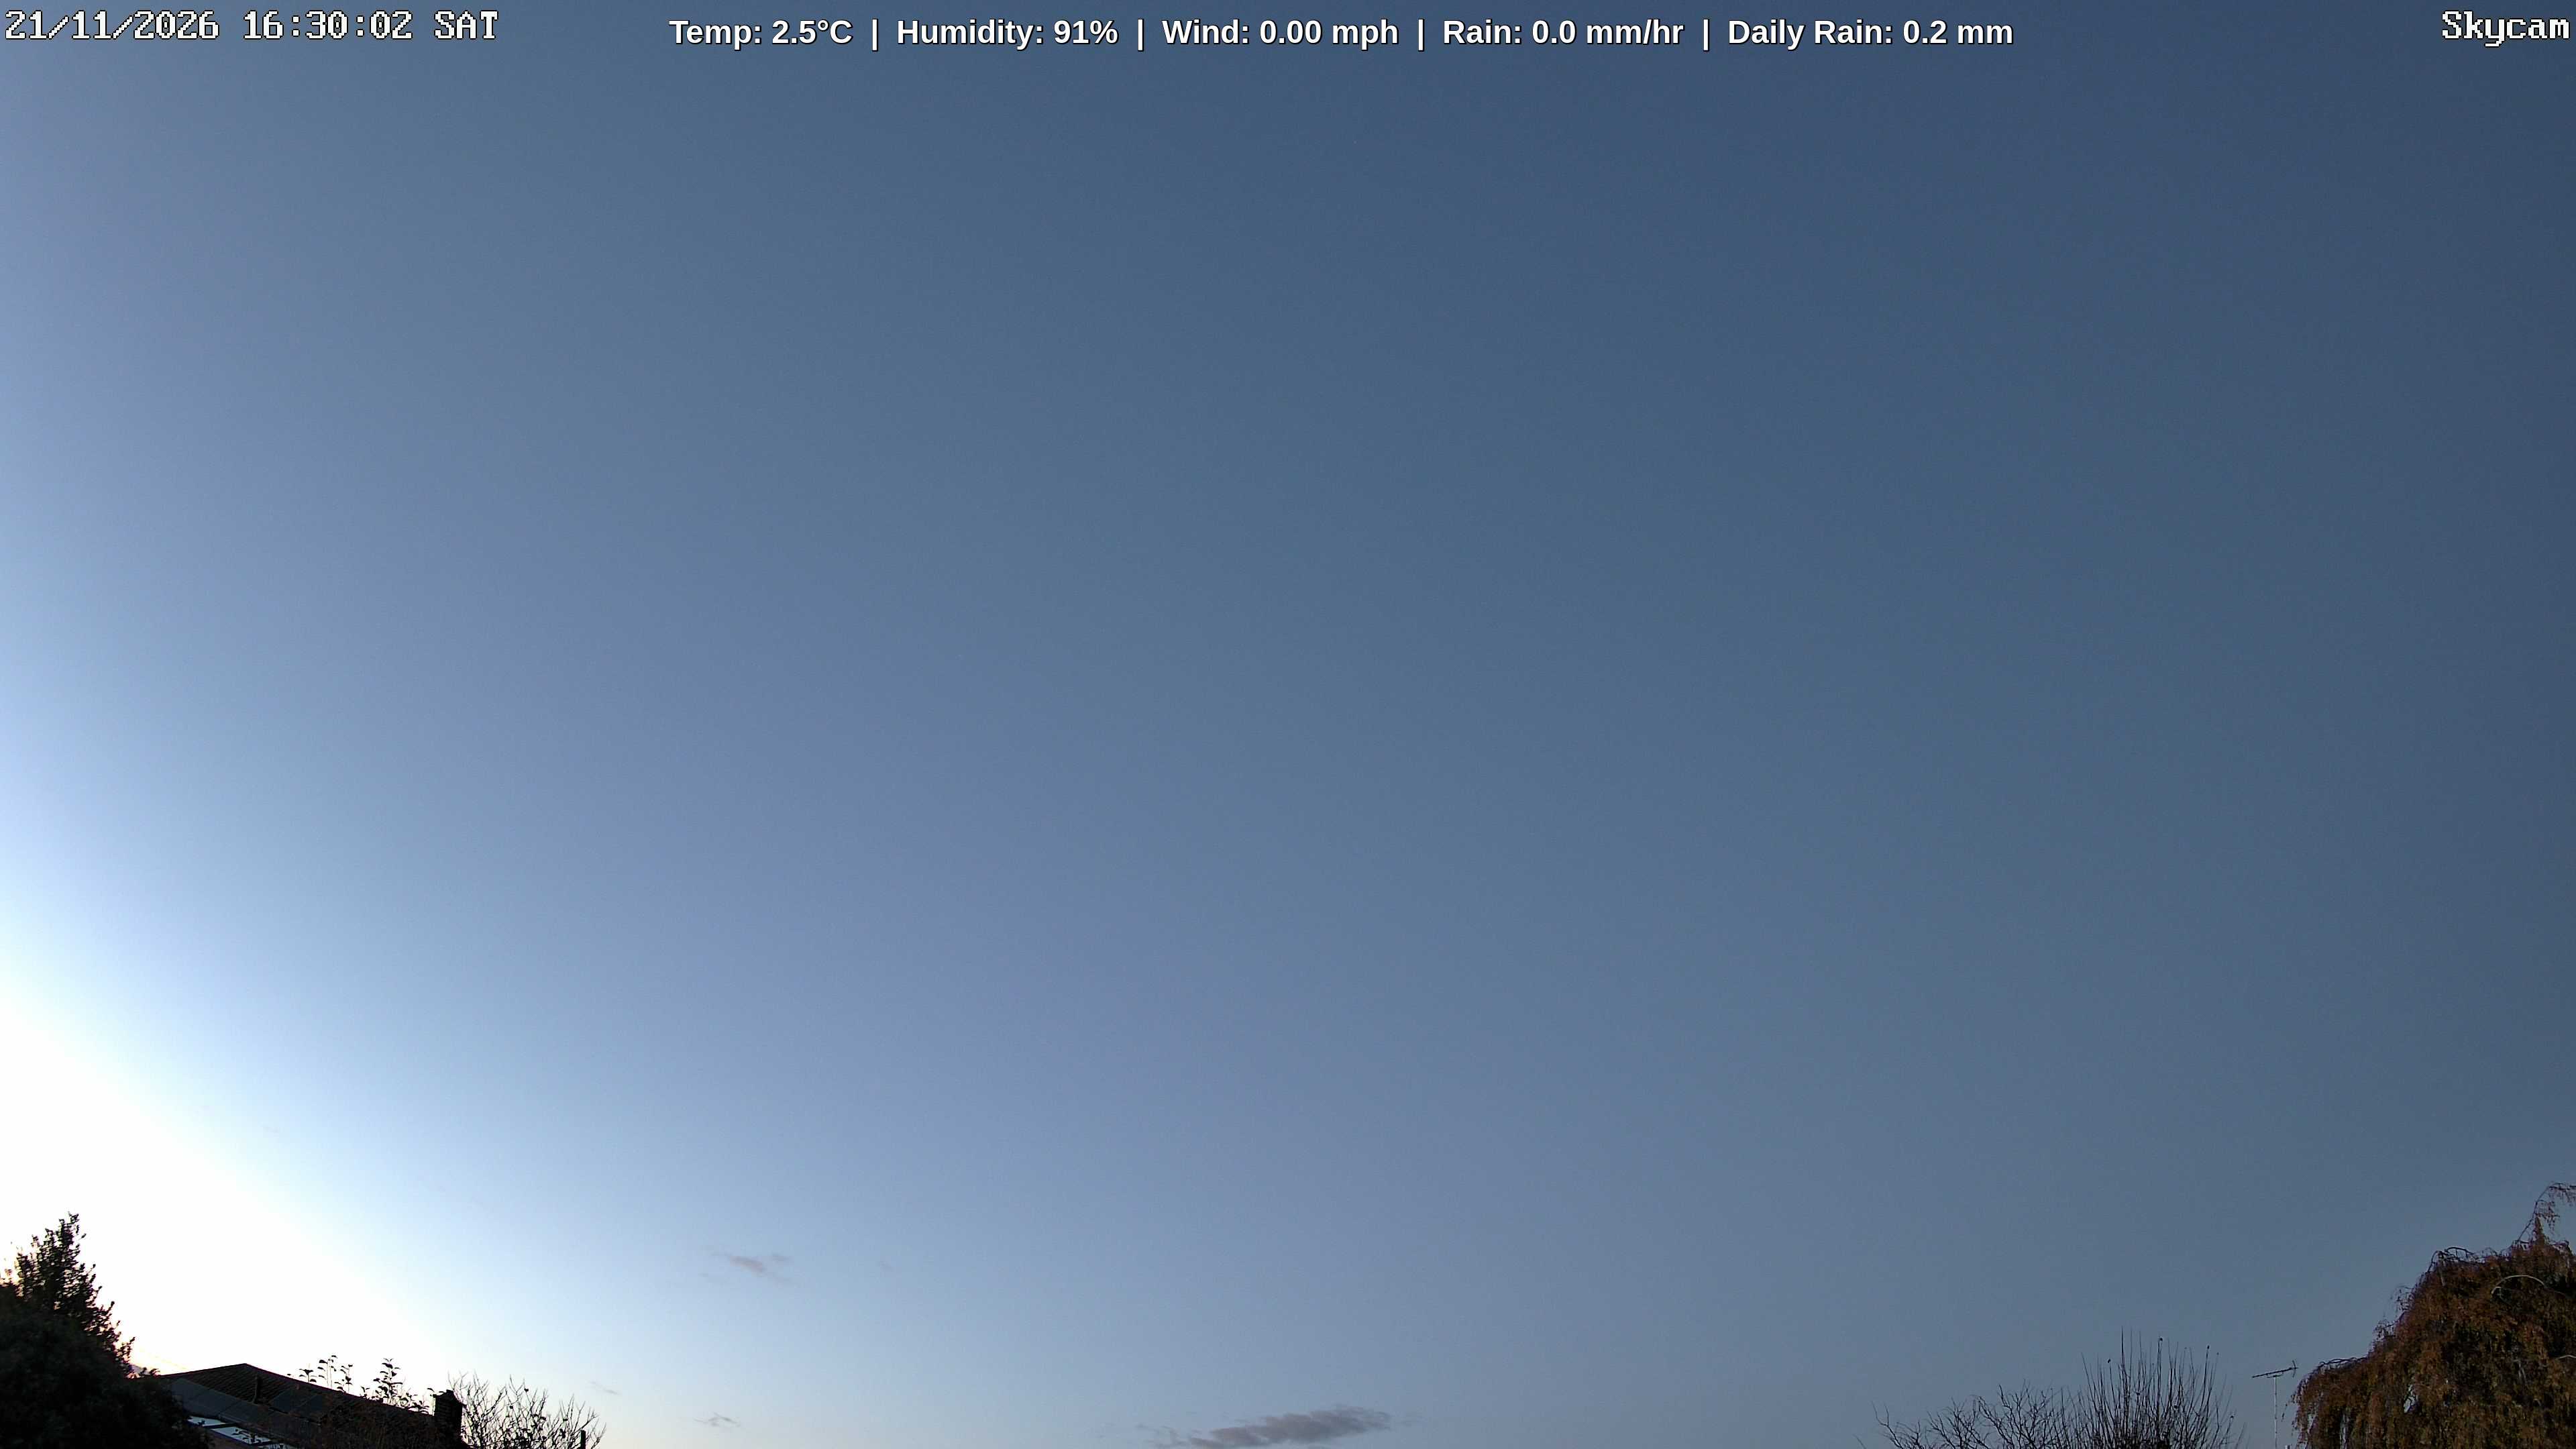 21/11/2026 16:30:02 SAT
Temp: 2.5°C | Humidity: 91% | Wind: 0.00 mph | Rain: 0.0 mm/hr | Daily Rain: 0.2 mm
Skycam